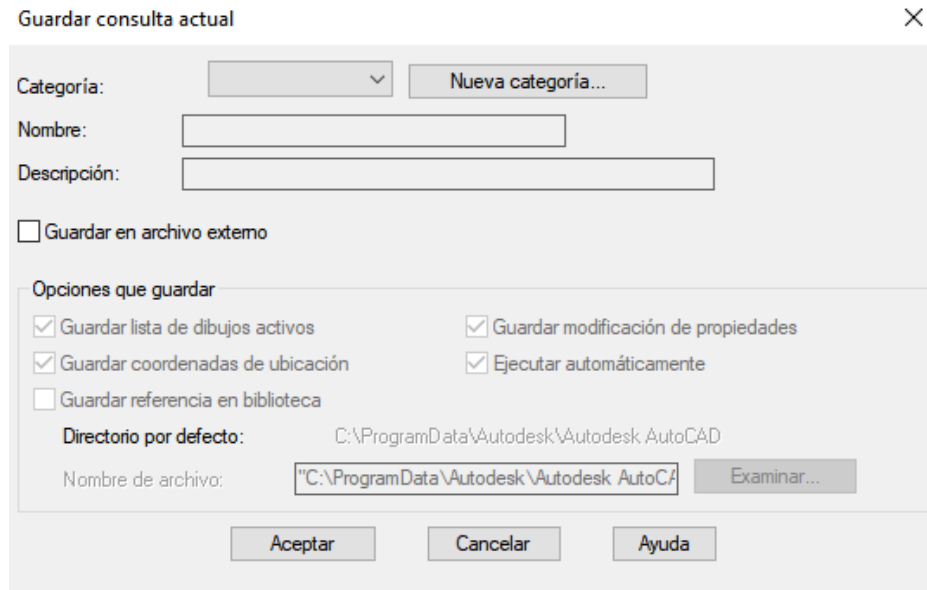 Guardar consulta actual
Categoría:
Nueva categoría...
Nombre:
Descripción:
Guardar en archivo externo
Opciones que guardar
Guardar lista de dibujos activos
Guardar modificación de propiedades
Guardar coordenadas de ubicación
Ejecutar automáticamente
Guardar referencia en biblioteca
Directorio por defecto:
C:\ProgramData\Autodesk\Autodesk AutoCAD
Nombre de archivo:
"C:\ProgramData\Autodesk\Autodesk AutoCA
Examinar...
Aceptar
Cancelar
Ayuda